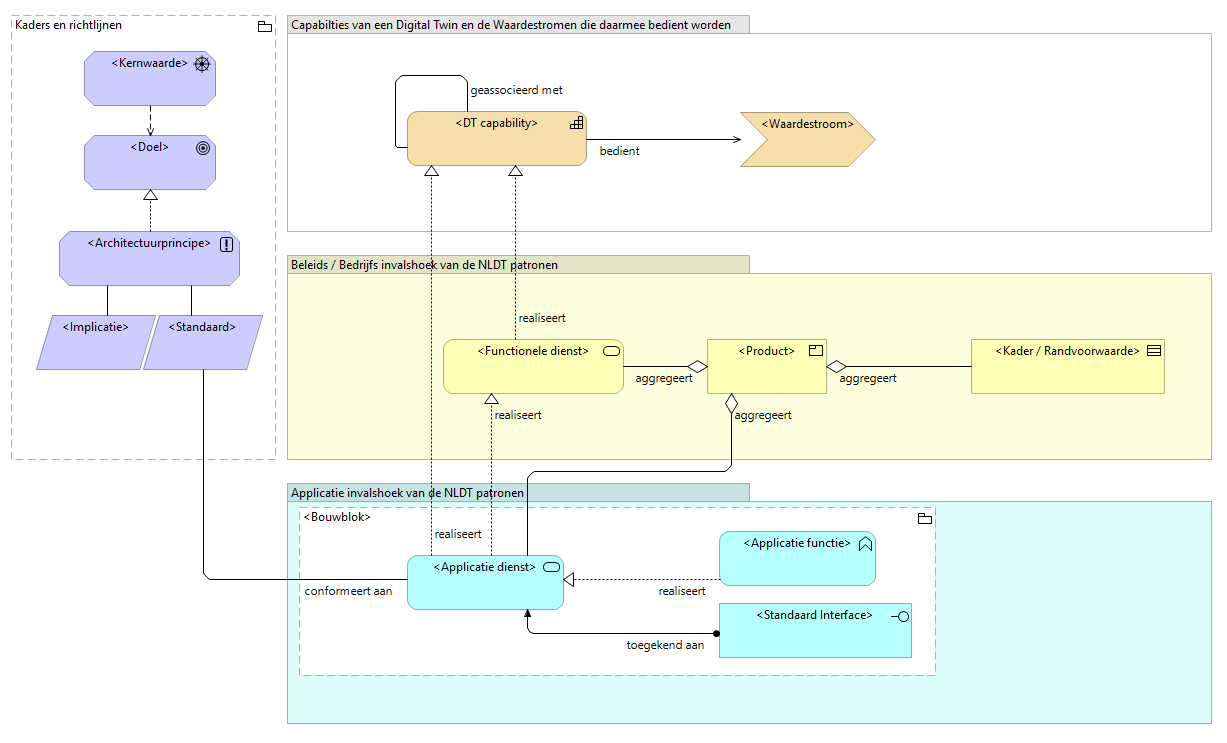 Kaders en richtlijnen
<Kernwaarde>
<Doel>
<Architectuurprincipe>
<Implicatie>
<Standaard>
Capabilties van een Digital Twin en de Waardestromen die daarmee bedient worden
geassocieerd met
<DT capability>
<Waardestroom>
bedient
Beleids / Bedrijfs invalshoek van de NLDT patronen
realiseert
<Functionele dienst>
<Product>
<Kader / Randvoorwaarde>
aggregeert
aggregeert
realiseert
aggregeert
Applicatie invalshoek van de NLDT patronen
<Bouwblok>
realiseert
<Applicatie functie>
<Applicatie dienst>
conformeert aan
realiseert
<Standaard Interface>
toegekend aan